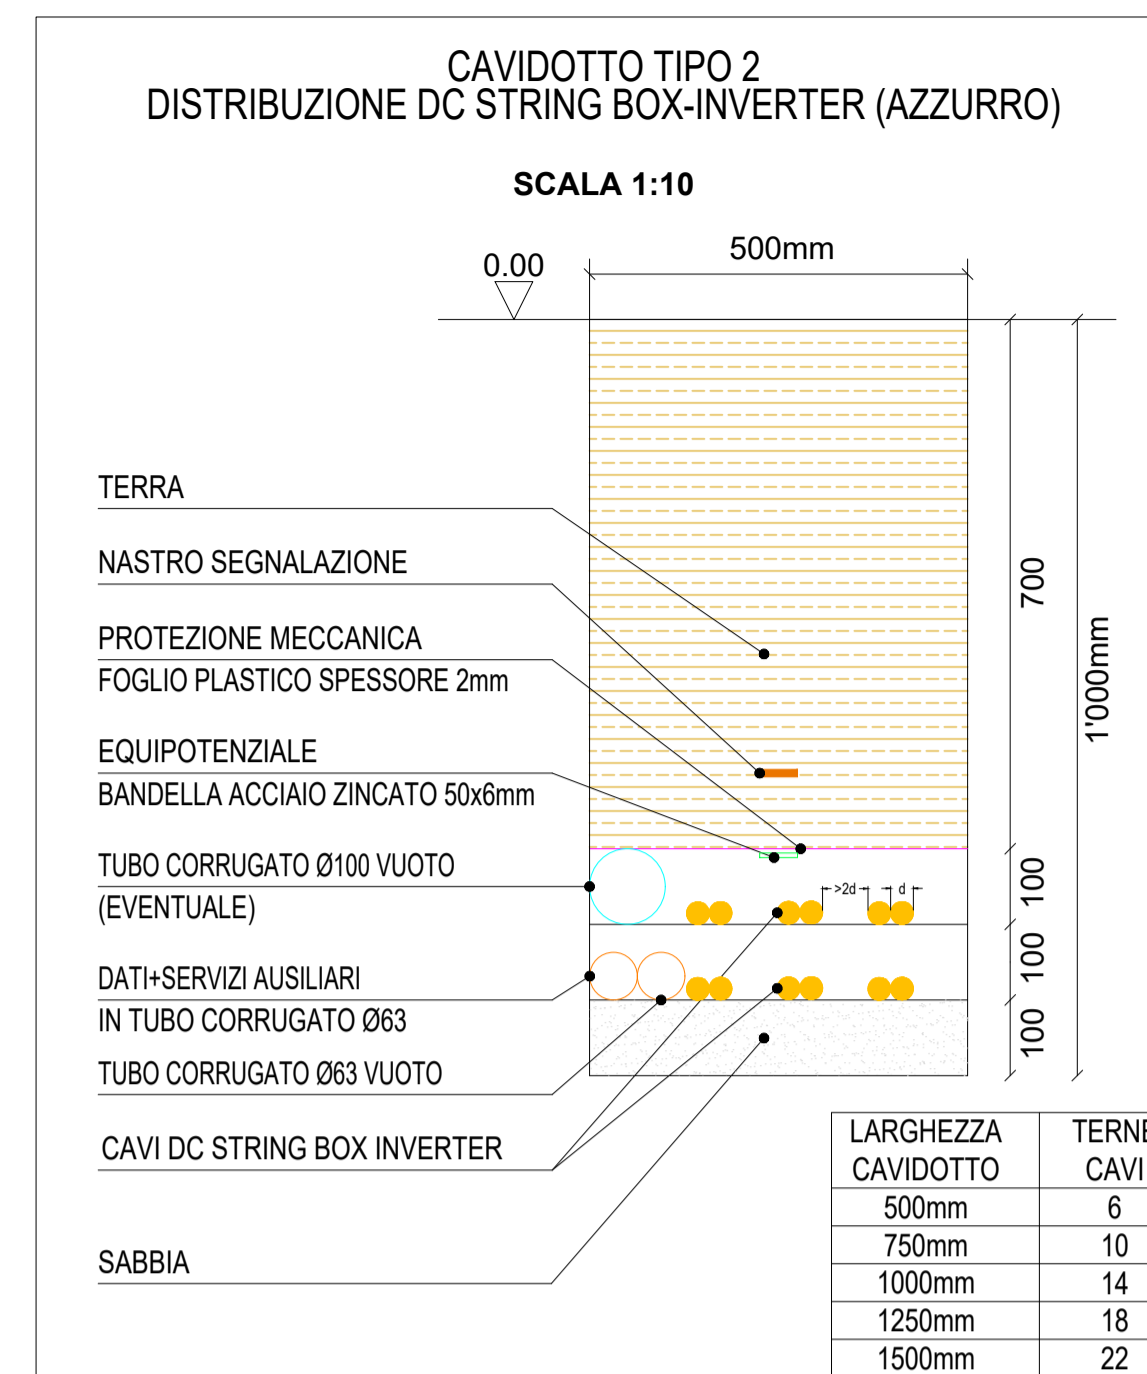 CAVIDOTTO TIPO 2
DISTRIBUZIONE DC STRING BOX-INVERTER (AZZURRO)
SCALA 1:10
0.00
500mm
TERRA
NASTRO SEGNALAZIONE
PROTEZIONE MECCANICA
FOGLIO PLASTICO SPESSORE 2mm
EQUIPOTENZIALE
BANDELLA ACCIAIO ZINCATO 50x6mm
TUBO CORRUGATO Ø100 VUOTO
(EVENTUALE)
DATI+SERVIZI AUSILIARI
IN TUBO CORRUGATO Ø63
TUBO CORRUGATO Ø63 VUOTO
CAVI DC STRING BOX INVERTER
SABBIA
>2d
d
700
100
100
100
1'000mm
LARGHEZZA CAVIDOTTO
TERNE CAVI
500mm 6
750mm 10
1000mm 14
1250mm 18
1500mm 22